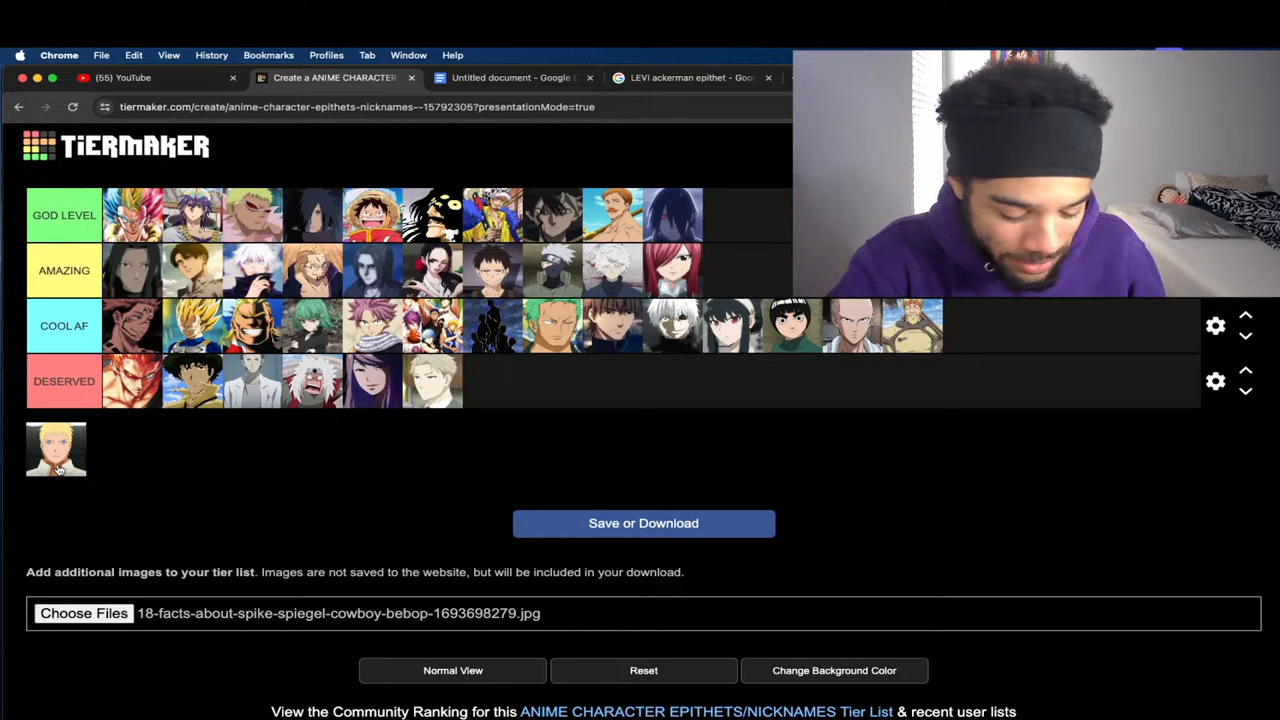 Chrome File Edit View History Bookmarks Profiles Tab Window Help
(55) YouTube Create a ANIME CHARACTER Untitled document - Google LEVI ackerman epithet - Goo
tiermaker.com/create/anime-character-epithets-nicknames--15792305?presentationMode=true
TiERMAKER
GOD LEVEL
AMAZING
COOL AF
DESERVED
Save or Download
Add additional images to your tier list. Images are not saved to the website, but will be included in your download.
Choose Files 18-facts-about-spike-spiegel-cowboy-bebop-1693698279.jpg
Normal View Reset Change Background Color
View the Community Ranking for this ANIME CHARACTER EPITHETS/NICKNAMES Tier List & recent user lists